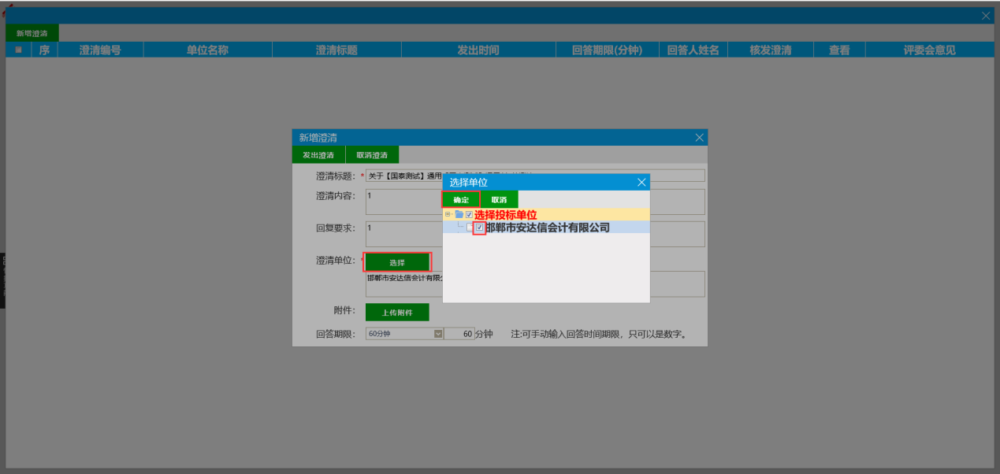 新增澄清
序 澄清编号 单位名称 澄清标题 发出时间 回答期限(分钟) 回答人姓名 核发澄清 查看 评委会意见
新增澄清
发出澄清 取消澄清
澄清标题: * 关于【国泰测试】通用
选择单位
确定 取消
澄清内容: 1
选择投标单位
邯郸市安达信会计有限公司
回复要求: 1
澄清单位: * 选择
邯郸市安达信会计有限
附件: 上传附件
回答期限: 60分钟 60 分钟 注:可手动输入回答时间期限，只可以是数字。